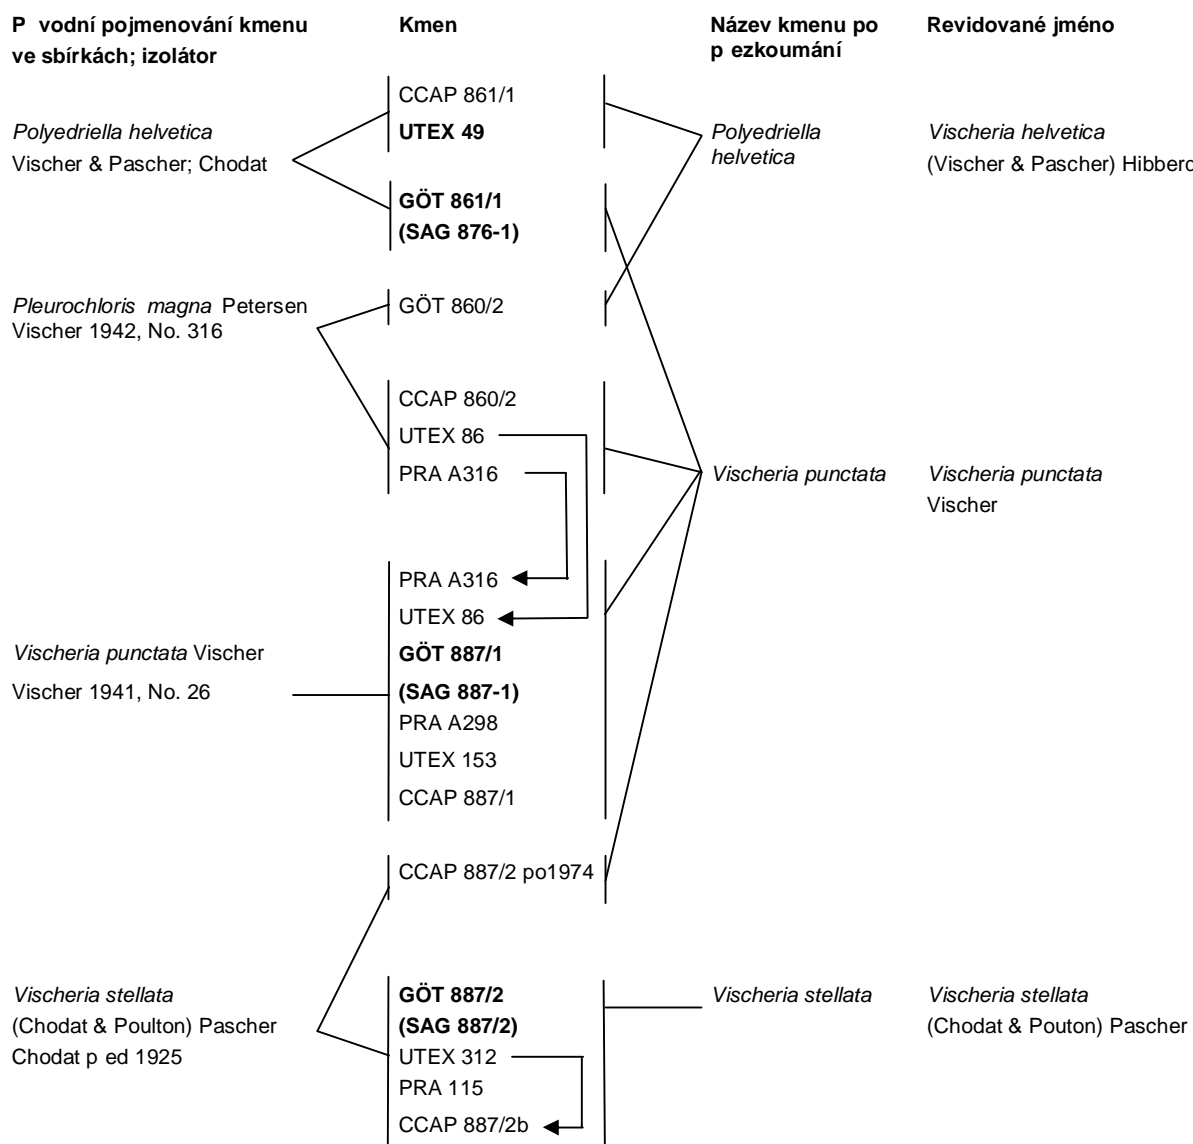 P vodní pojmenování kmenu
ve sbírkách; izolátor
Kmen
Název kmenu po
p ezkoumání
Revidované jméno
CCAP 861/1
UTEX 49
Polyedriella helvetica
Vischer & Pascher; Chodat
GÖT 861/1
(SAG 876-1)
Polyedriella
helvetica
Vischeria helvetica
(Vischer & Pascher) Hibberd
Pleurochloris magna Petersen
Vischer 1942, No. 316
GÖT 860/2
CCAP 860/2
UTEX 86
PRA A316
Vischeria punctata
Vischeria punctata
Vischer
PRA A316
UTEX 86
Vischeria punctata Vischer
Vischer 1941, No. 26
GÖT 887/1
(SAG 887-1)
PRA A298
UTEX 153
CCAP 887/1
CCAP 887/2 po1974
Vischeria stellata
(Chodat & Poulton) Pascher
Chodat p ed 1925
GÖT 887/2
(SAG 887/2)
UTEX 312
PRA 115
CCAP 887/2b
Vischeria stellata
Vischeria stellata
(Chodat & Pouton) Pascher